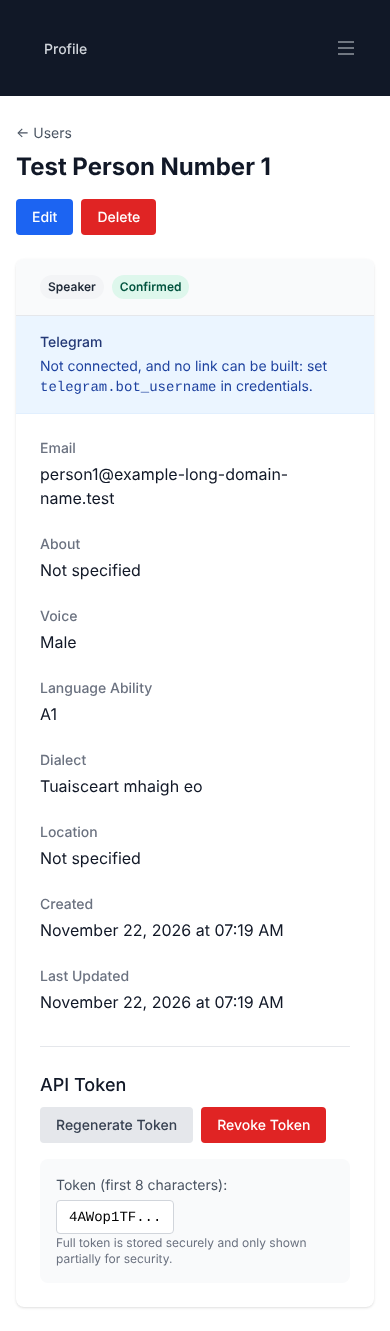 Profile
← Users
Test Person Number 1
Edit Delete
Speaker Confirmed
Telegram
Not connected, and no link can be built: set
telegram.bot_username in credentials.
Email
person1@example-long-domain-
name.test
About
Not specified
Voice
Male
Language Ability
A1
Dialect
Tuaisceart mhaigh eo
Location
Not specified
Created
November 22, 2026 at 07:19 AM
Last Updated
November 22, 2026 at 07:19 AM
API Token
Regenerate Token Revoke Token
Token (first 8 characters):
4AWop1TF...
Full token is stored securely and only shown
partially for security.